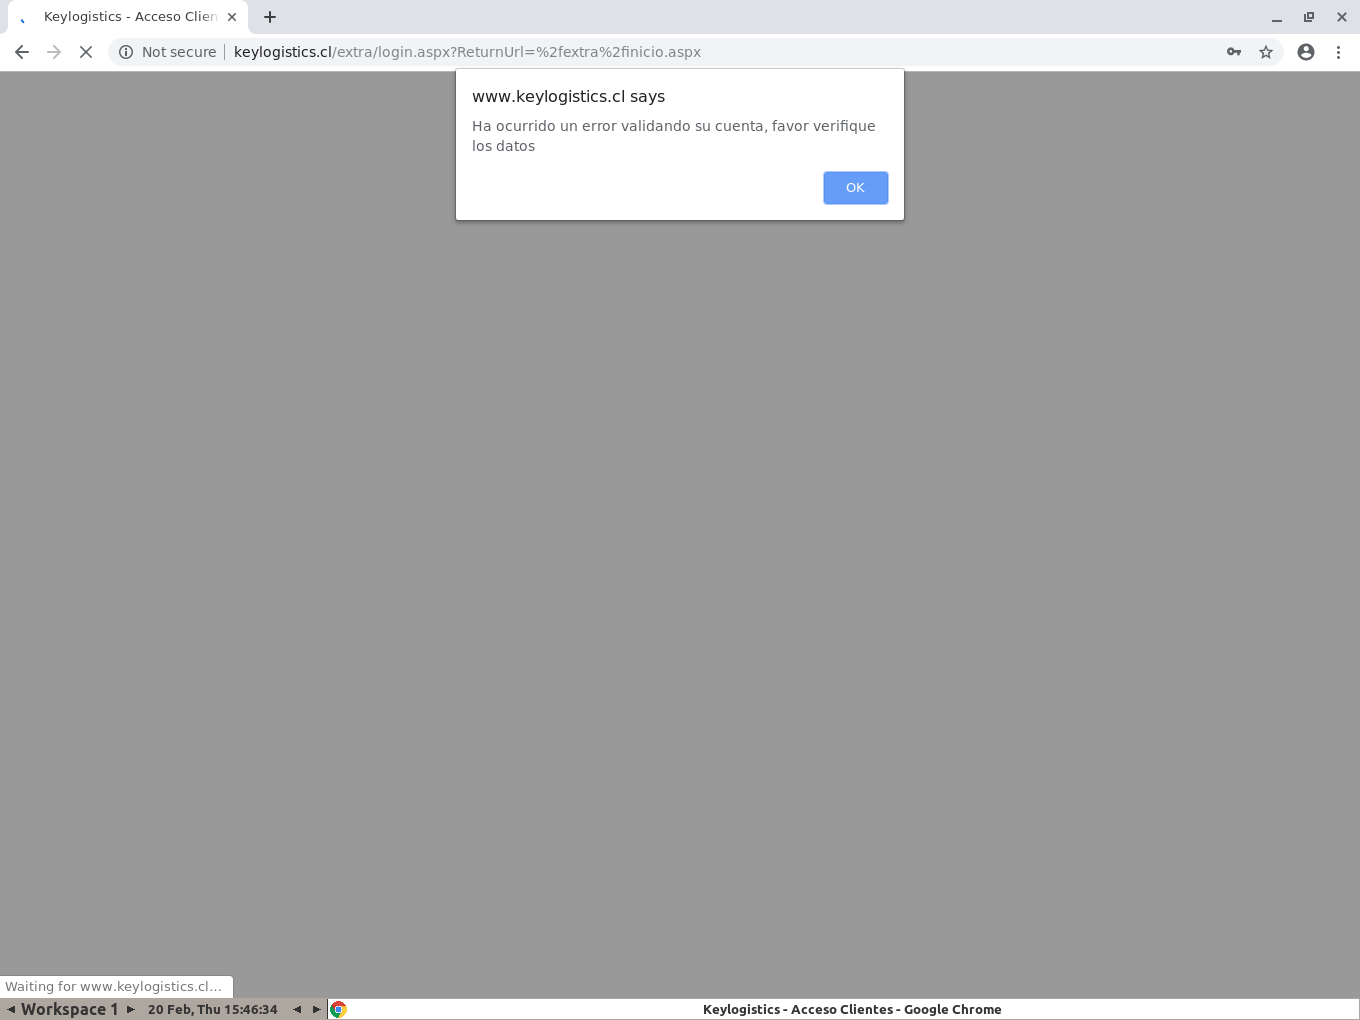 Keylogistics - Acceso Clien
Not secure keylogistics.cl/extra/login.aspx?ReturnUrl=%2fextra%2finicio.aspx
www.keylogistics.cl says
Ha ocurrido un error validando su cuenta, favor verifique
los datos
OK
Waiting for www.keylogistics.cl...
Workspace 1 20 Feb, Thu 15:46:34 Keylogistics - Acceso Clientes - Google Chrome